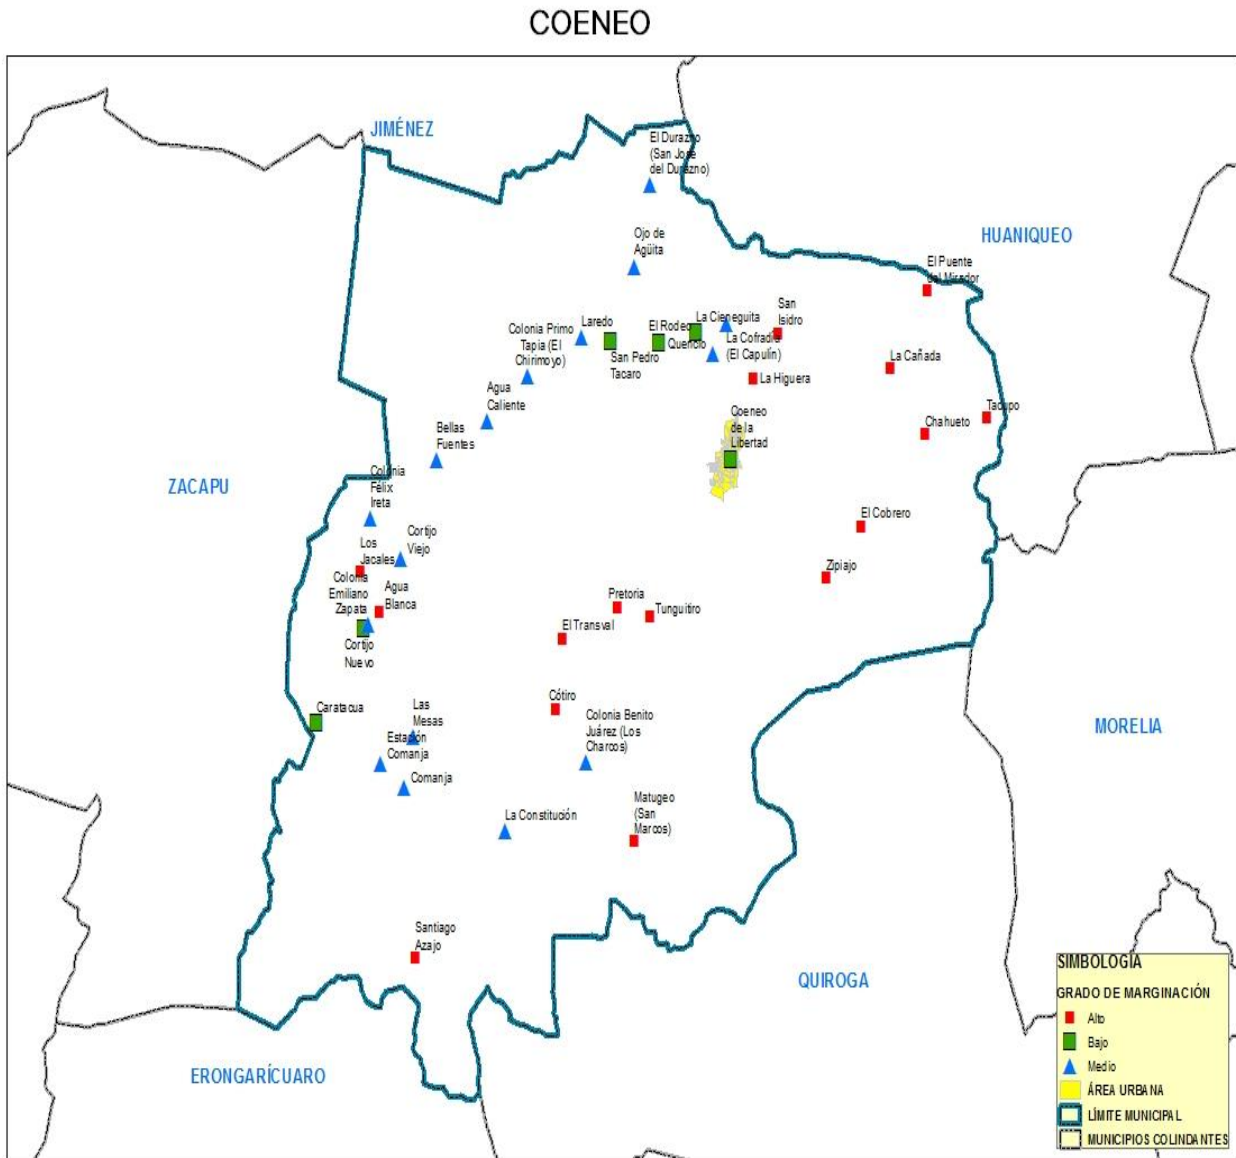 COENEO
JIMÉNEZ
El Durazno
(San José
del Durazno)
HUANIQUEO
Ojo de
Agüita
El Puente
del Mirador
La Cieneguita
San
Isidro
Colonia Primo
Tapia (El
Chirimoyo)
Laredo
El Rodeo
Quencio
La Cofradía
(El Capulín)
San Pedro
Tacaro
La Cañada
La Higuera
Agua
Caliente
Coeneo
de la
Libertad
Tacupo
Chahueto
Bellas
Fuentes
ZACAPU
Colonia
Félix
Ireta
El Cobrero
Cortijo
Viejo
Los
Jacales
Zipiajo
Colonia
Emiliano
Zapata
Agua
Blanca
Pretoria
Tunguitiro
El Transval
Cortijo
Nuevo
Caratacua
Las
Mesas
Cótiro
Colonia Benito
Juárez (Los
Charcos)
MORELIA
Estación
Comanja
Comanja
La Constitución
Matugeo
(San
Marcos)
Santiago
Azajo
QUIROGA
ERONGARÍCUARO
SIMBOLOGÍA
GRADO DE MARGINACIÓN
Alto
Bajo
Medio
ÁREA URBANA
LÍMITE MUNICIPAL
MUNICIPIOS COLINDANTES